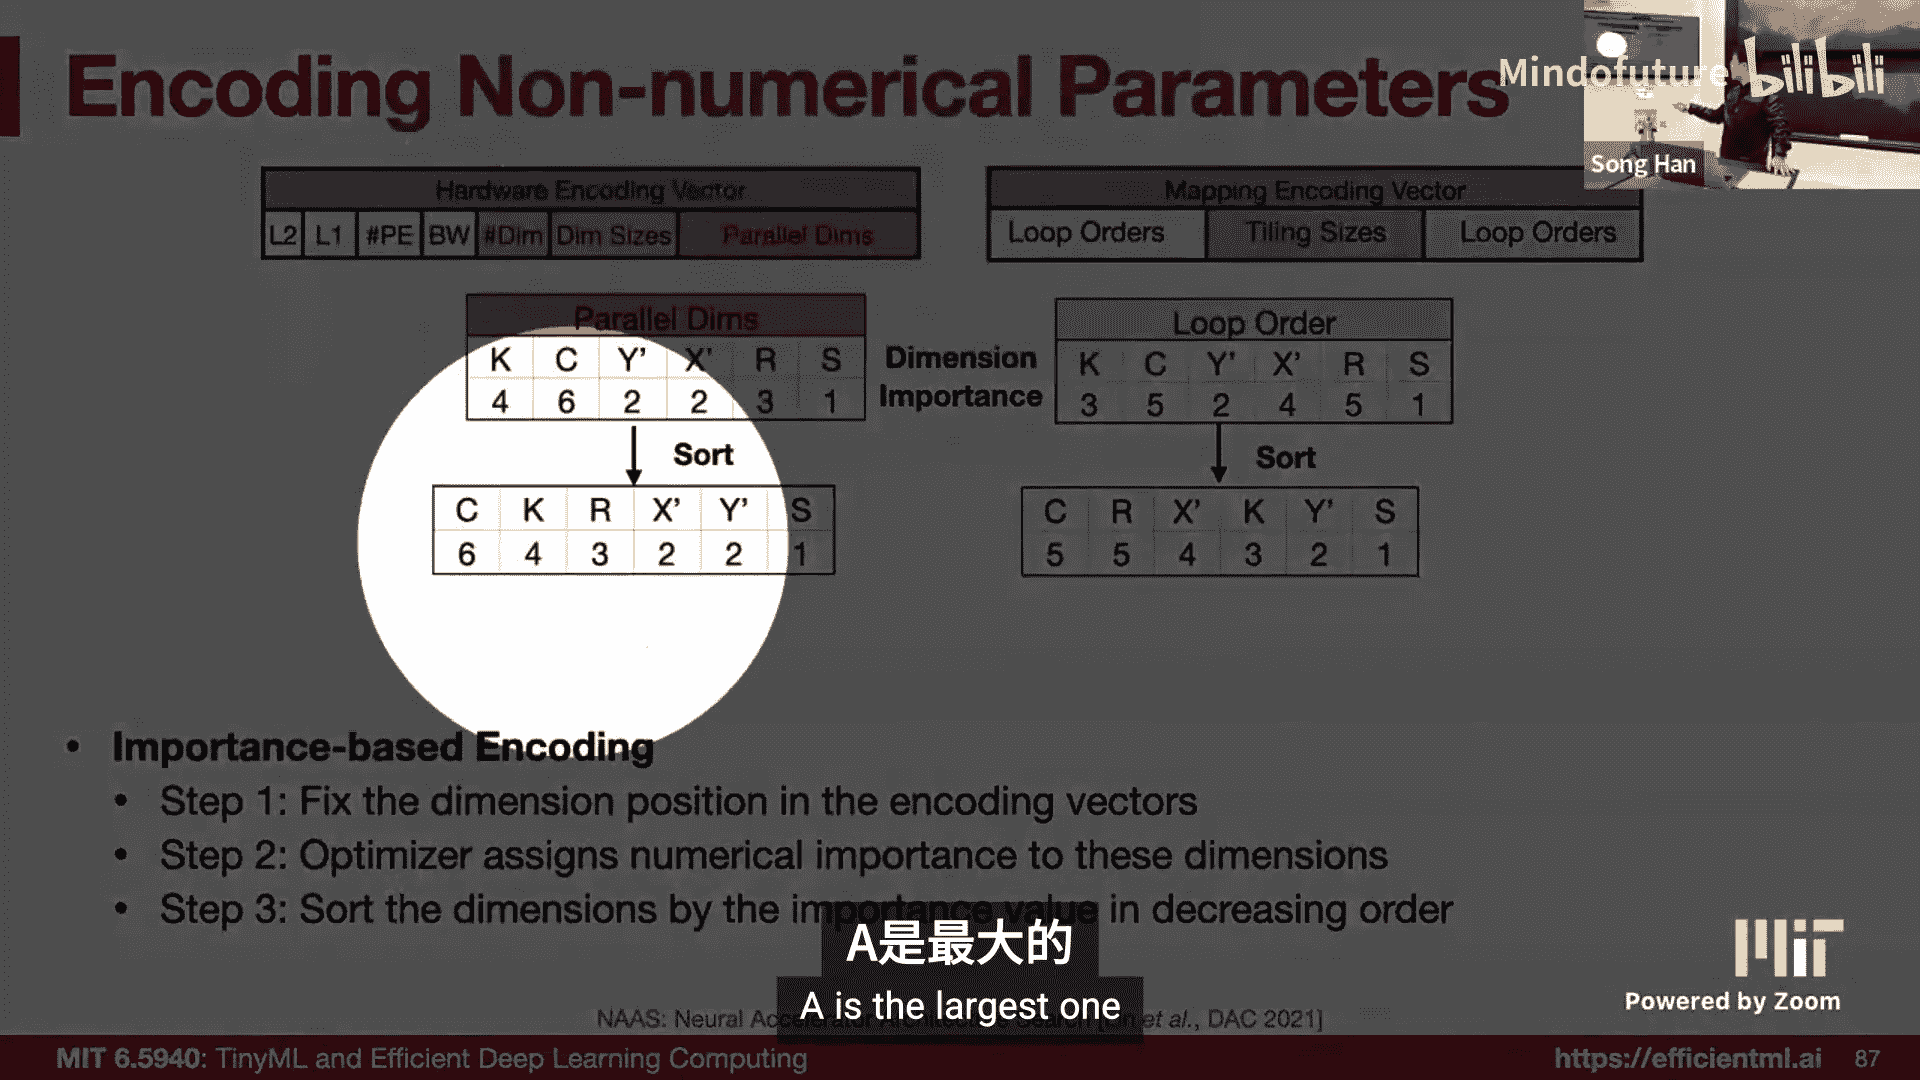 Encoding Non-numerical Parameters
Mindofuture bilibili
Song Han
Hardware Encoding Vector
L2 L1 #PE BW #Dim Dim Sizes Parallel Dims
Mapping Encoding Vector
Loop Orders Tiling Sizes Loop Orders
Parallel Dims
K C Y' X' R S
4 6 2 2 3 1
Dimension
Importance
Loop Order
K C Y' X' R S
3 5 2 4 5 1
Sort
Sort
C K R X' Y' S
6 4 3 2 2 1
C R X' K Y' S
5 5 4 3 2 1
• Importance-based Encoding
• Step 1: Fix the dimension position in the encoding vectors
• Step 2: Optimizer assigns numerical importance to these dimensions
• Step 3: Sort the dimensions by the importance value in decreasing order
A是最大的
A is the largest one
NAAS: Neural et al., DAC 2021]
MIT
Powered by Zoom
MIT 6.5940: TinyML and Efficient Deep Learning Computing
https://efficientml.ai 87